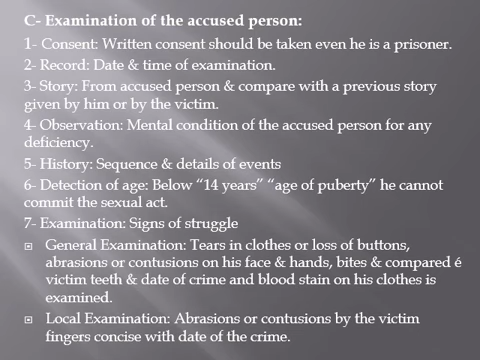 C- Examination of the accused person:
1- Consent: Written consent should be taken even he is a prisoner.
2- Record: Date & time of examination.
3- Story: From accused person & compare with a previous story
given by him or by the victim.
4- Observation: Mental condition of the accused person for any
deficiency.
5- History: Sequence & details of events
6- Detection of age: Below “14 years” “age of puberty” he cannot
commit the sexual act.
7- Examination: Signs of struggle
General Examination: Tears in clothes or loss of buttons,
abrasions or contusions on his face & hands, bites & compared é
victim teeth & date of crime and blood stain on his clothes is
examined.
Local Examination: Abrasions or contusions by the victim
fingers concise with date of the crime.